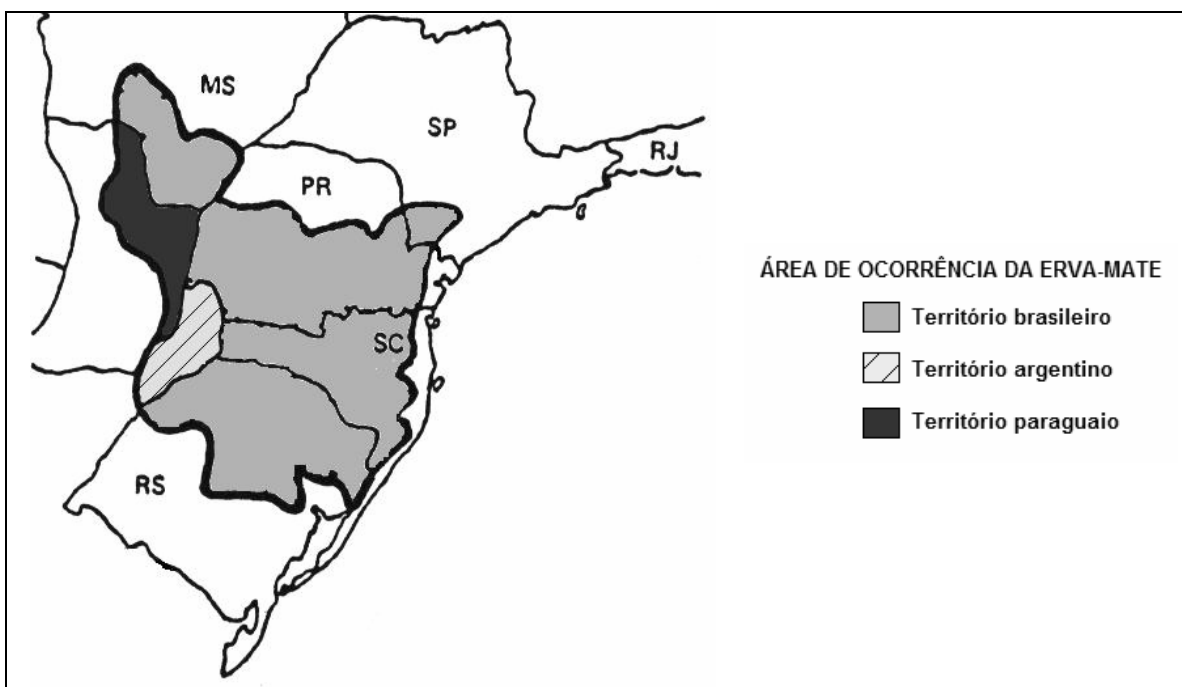 MS
SP
RJ
PR
SC
RS
ÁREA DE OCORRÊNCIA DA ERVA-MATE
Território brasileiro
Território argentino
Território paraguaio